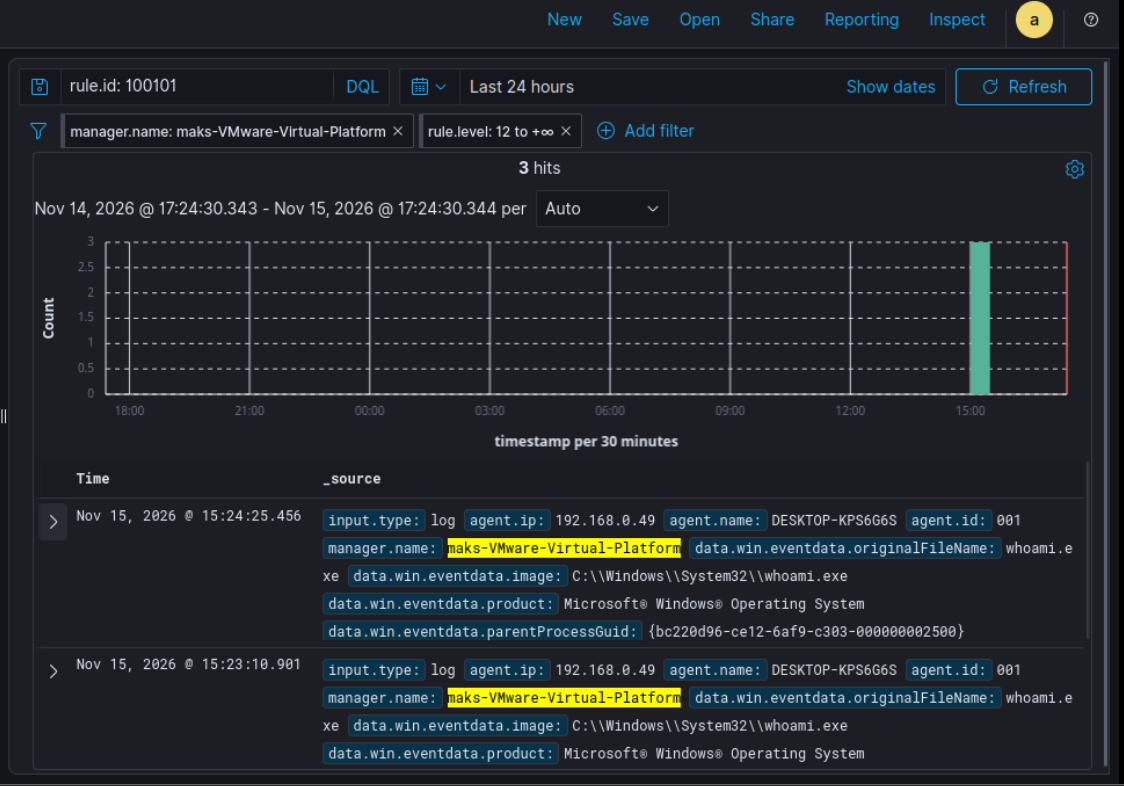 New Save Open Share Reporting Inspect a
rule.id: 100101 DQL Last 24 hours Show dates Refresh
manager.name: maks-VMware-Virtual-Platform × rule.level: 12 to +∞ × Add filter
3 hits
Nov 14, 2026 @ 17:24:30.343 - Nov 15, 2026 @ 17:24:30.344 per Auto
3
2.5
2
1.5
1
0.5
0
Count
18:00 21:00 00:00 03:00 06:00 09:00 12:00 15:00
timestamp per 30 minutes
Time _source
Nov 15, 2026 @ 15:24:25.456 input.type: log agent.ip: 192.168.0.49 agent.name: DESKTOP-KPS6G6S agent.id: 001
manager.name: maks-VMware-Virtual-Platform data.win.eventdata.originalFileName: whoami.e
xe data.win.eventdata.image: C:\\Windows\\System32\\whoami.exe
data.win.eventdata.product: Microsoft® Windows® Operating System
data.win.eventdata.parentProcessGuid: {bc220d96-ce12-6af9-c303-000000002500}
Nov 15, 2026 @ 15:23:10.901 input.type: log agent.ip: 192.168.0.49 agent.name: DESKTOP-KPS6G6S agent.id: 001
manager.name: maks-VMware-Virtual-Platform data.win.eventdata.originalFileName: whoami.e
xe data.win.eventdata.image: C:\\Windows\\System32\\whoami.exe
data.win.eventdata.product: Microsoft® Windows® Operating System